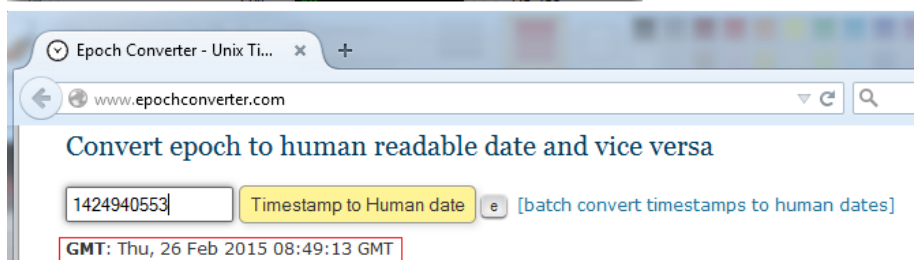 Epoch Converter - Unix Ti...
www.epochconverter.com
Convert epoch to human readable date and vice versa
1424940553 Timestamp to Human date e [batch convert timestamps to human dates]
GMT: Thu, 26 Feb 2015 08:49:13 GMT